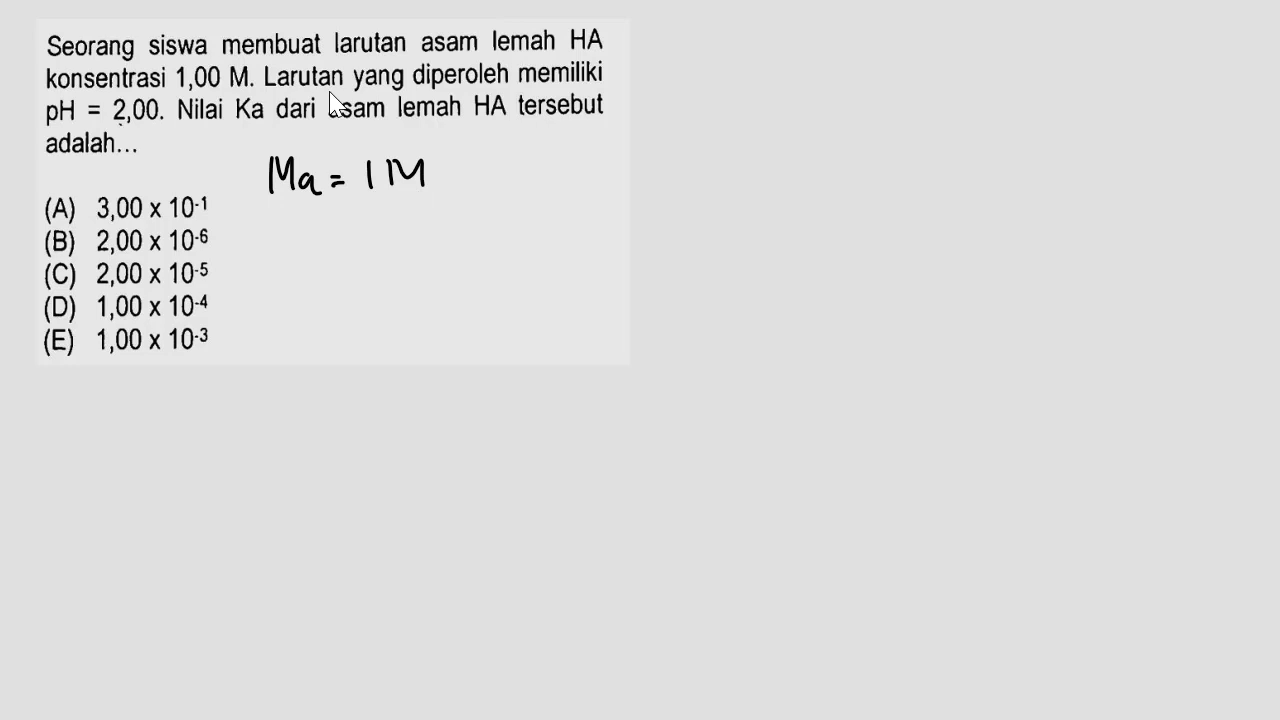 Seorang siswa membuat larutan asam lemah HA
konsentrasi 1,00 M. Larutan yang diperoleh memiliki
pH = 2,00. Nilai Ka dari asam lemah HA tersebut
adalah...
Ma = 1 M
(A) 3,00 x 10-1
(B) 2,00 x 10-6
(C) 2,00 x 10-5
(D) 1,00 x 10-4
(E) 1,00 x 10-3